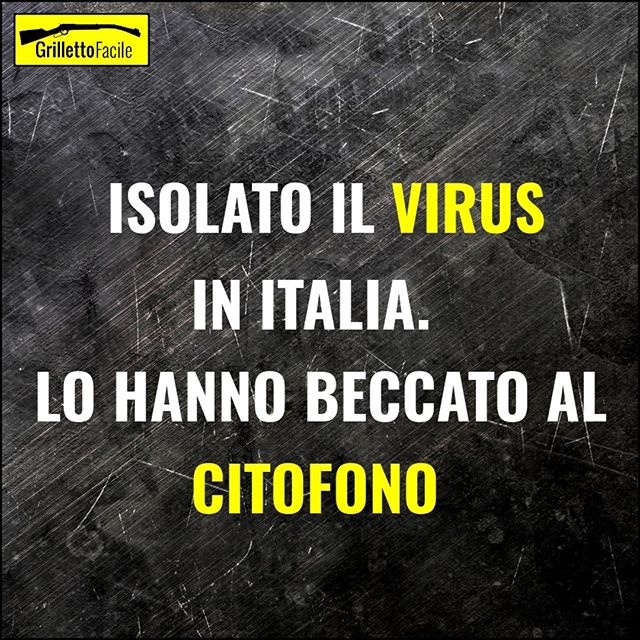 GrillettoFacile
ISOLATO IL VIRUS
IN ITALIA.
LO HANNO BECCATO AL
CITOFONO